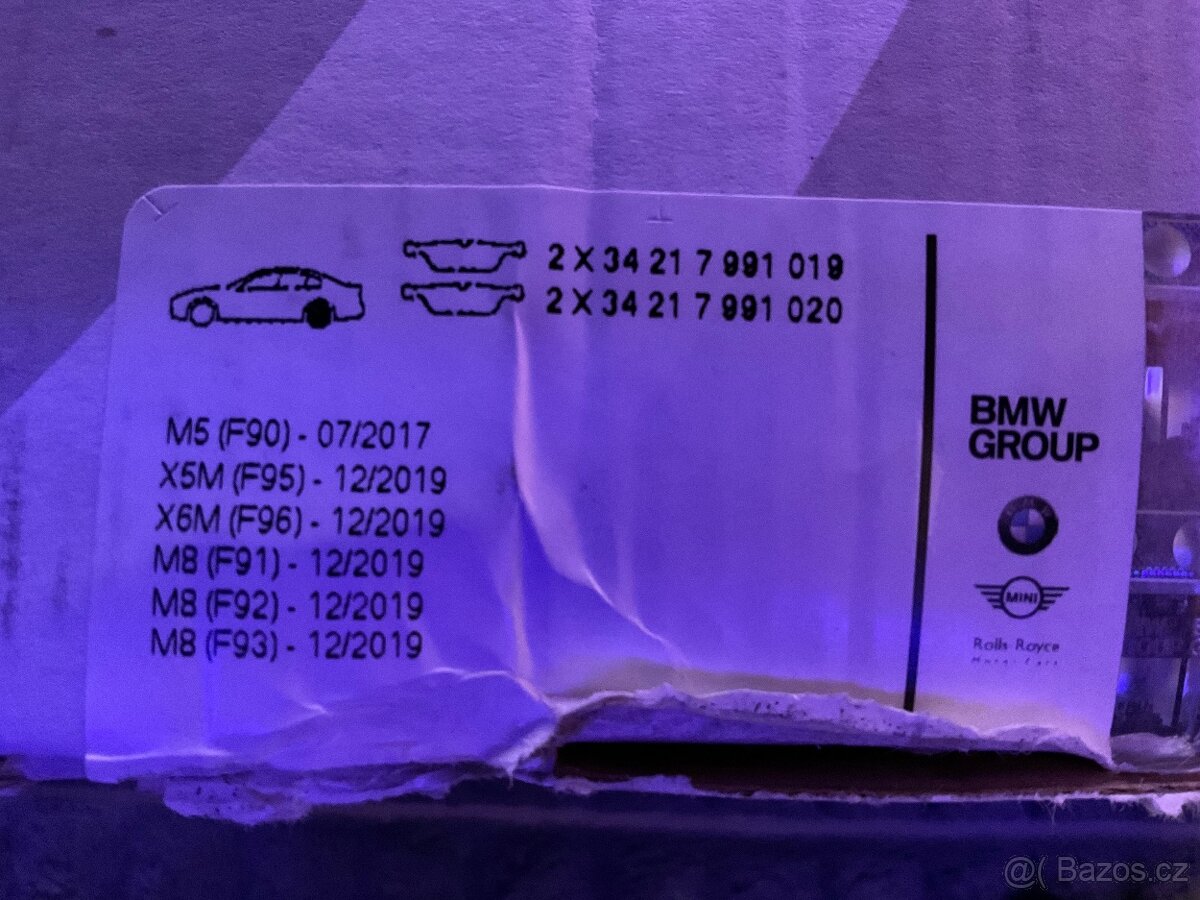 2 X 34 21 7 991 019
2 X 34 21 7 991 020
M5 (F90) - 07/2017
X5M (F95) - 12/2019
X6M (F96) - 12/2019
M8 (F91) - 12/2019
M8 (F92) - 12/2019
M8 (F93) - 12/2019
BMW
GROUP
MINI
Rolls-Royce
@( Bazos.cz